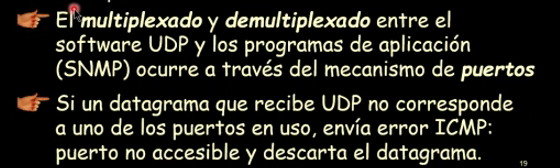 El multiplexado y demultiplexado entre el
software UDP y los programas de aplicación
(SNMP) ocurre a través del mecanismo de puertos
Si un datagrama que recibe UDP no corresponde
a uno de los puertos en uso, envía error ICMP:
puerto no accesible y descarta el datagrama.
19